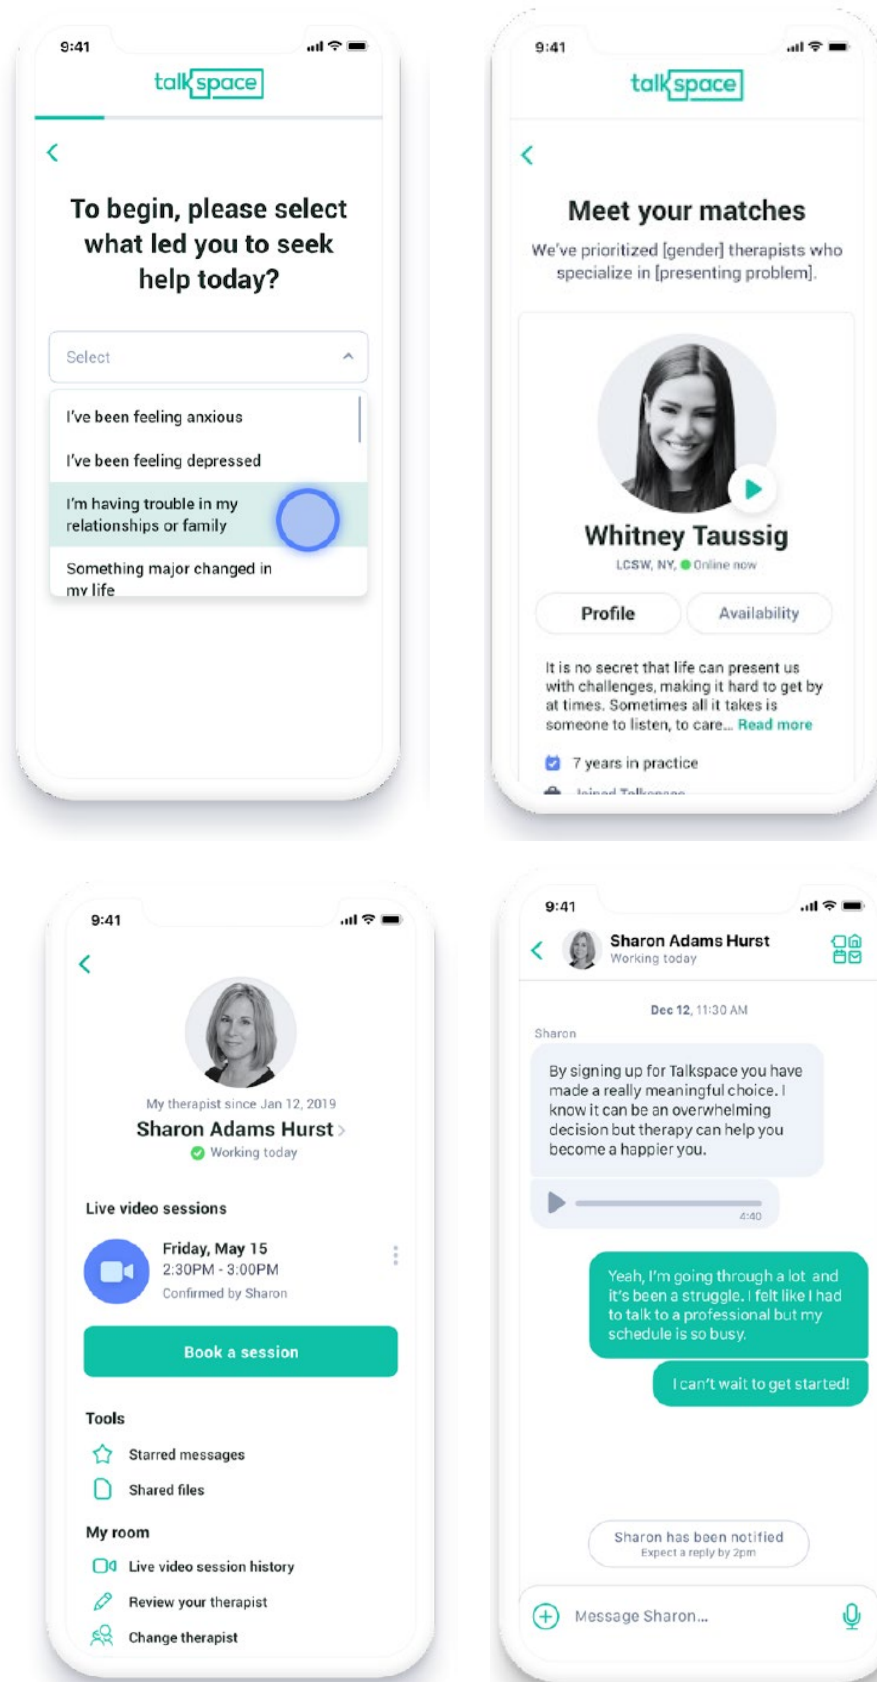 9:41
talkspace
To begin, please select
what led you to seek
help today?
Select
I've been feeling anxious
I've been feeling depressed
I'm having trouble in my
relationships or family
Something major changed in
my life
9:41
talkspace
Meet your matches
We've prioritized [gender] therapists who
specialize in [presenting problem].
Whitney Taussig
LCSW, NY, Online now
Profile
Availability
It is no secret that life can present us
with challenges, making it hard to get by
at times. Sometimes all it takes is
someone to listen, to care... Read more
7 years in practice
Joined Talkspace
9:41
My therapist since Jan 12, 2019
Sharon Adams Hurst
Working today
Live video sessions
Friday, May 15
2:30PM - 3:00PM
Confirmed by Sharon
Book a session
Tools
Starred messages
Shared files
My room
Live video session history
Review your therapist
Change therapist
9:41
Sharon Adams Hurst
Working today
Dec 12, 11:30 AM
Sharon
By signing up for Talkspace you have
made a really meaningful choice. I
know it can be an overwhelming
decision but therapy can help you
become a happier you.
4:40
Yeah, I'm going through a lot and
it's been a struggle. I felt like I had
to talk to a professional but my
schedule is so busy.
I can't wait to get started!
Sharon has been notified
Expect a reply by 2pm
Message Sharon...